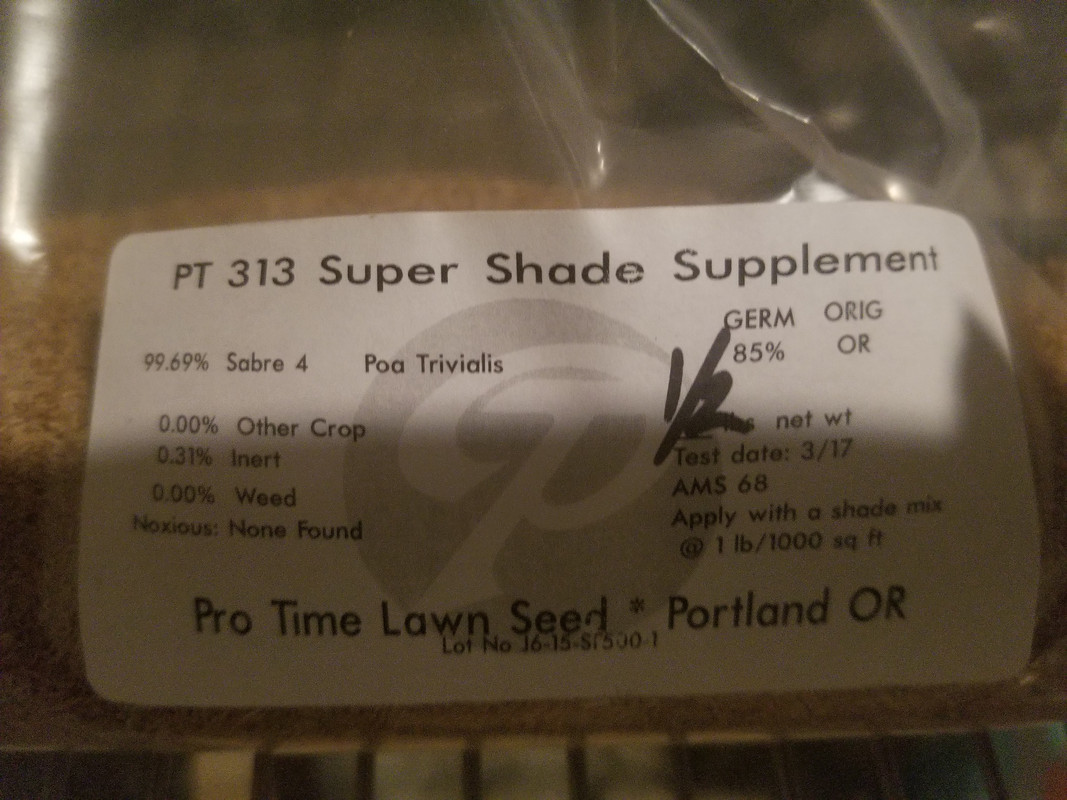 PT 313 Super Shade Supplement
GERM ORIG
99.69% Sabre 4 Poa Trivialis 85% OR
0.00% Other Crop
1/2 lbs net wt
0.31% Inert
Test date: 3/17
0.00% Weed
AMS 68
Noxious: None Found
Apply with a shade mix
@ 1 lb/1000 sq ft
Pro Time Lawn Seed * Portland OR
Lot No